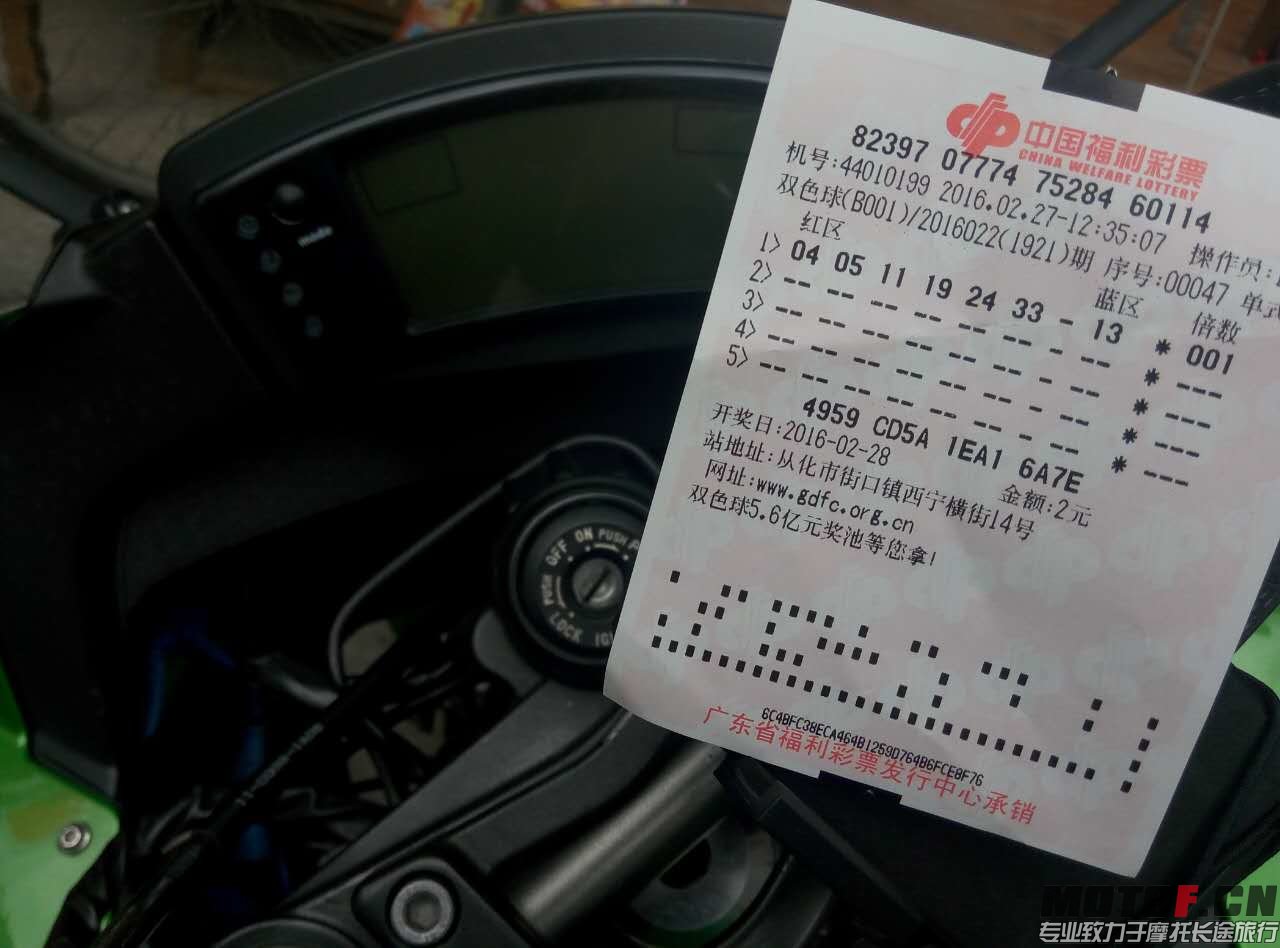 中国福利彩票
CHINA WELFARE LOTTERY
82397 07774 75284 60114
机号:44010199 2016.02.27-12:35:07 操作员:
双色球(B001)/2016022(1921)期 序号:00047 单式
红区 蓝区 倍数
1> 04 05 11 19 24 33 - 13 * 001
2> -- -- -- -- -- -- - -- * ---
3> -- -- -- -- -- -- - -- * ---
4> -- -- -- -- -- -- - -- * ---
5> -- -- -- -- -- -- - -- * ---
4959 CD5A 1EA1 6A7E
开奖日:2016-02-28 金额:2元
站地址:从化市街口镇西宁横街14号
网址:www.gdfc.org.cn
双色球5.6亿元奖池等您拿!
6C4BFC38ECA464B1259D764B6FCE8F76
广东省福利彩票发行中心承销
mode
LOCK PUSH OFF ON PUSH P
IG
MOTOF.CN
专业致力于摩托长途旅行